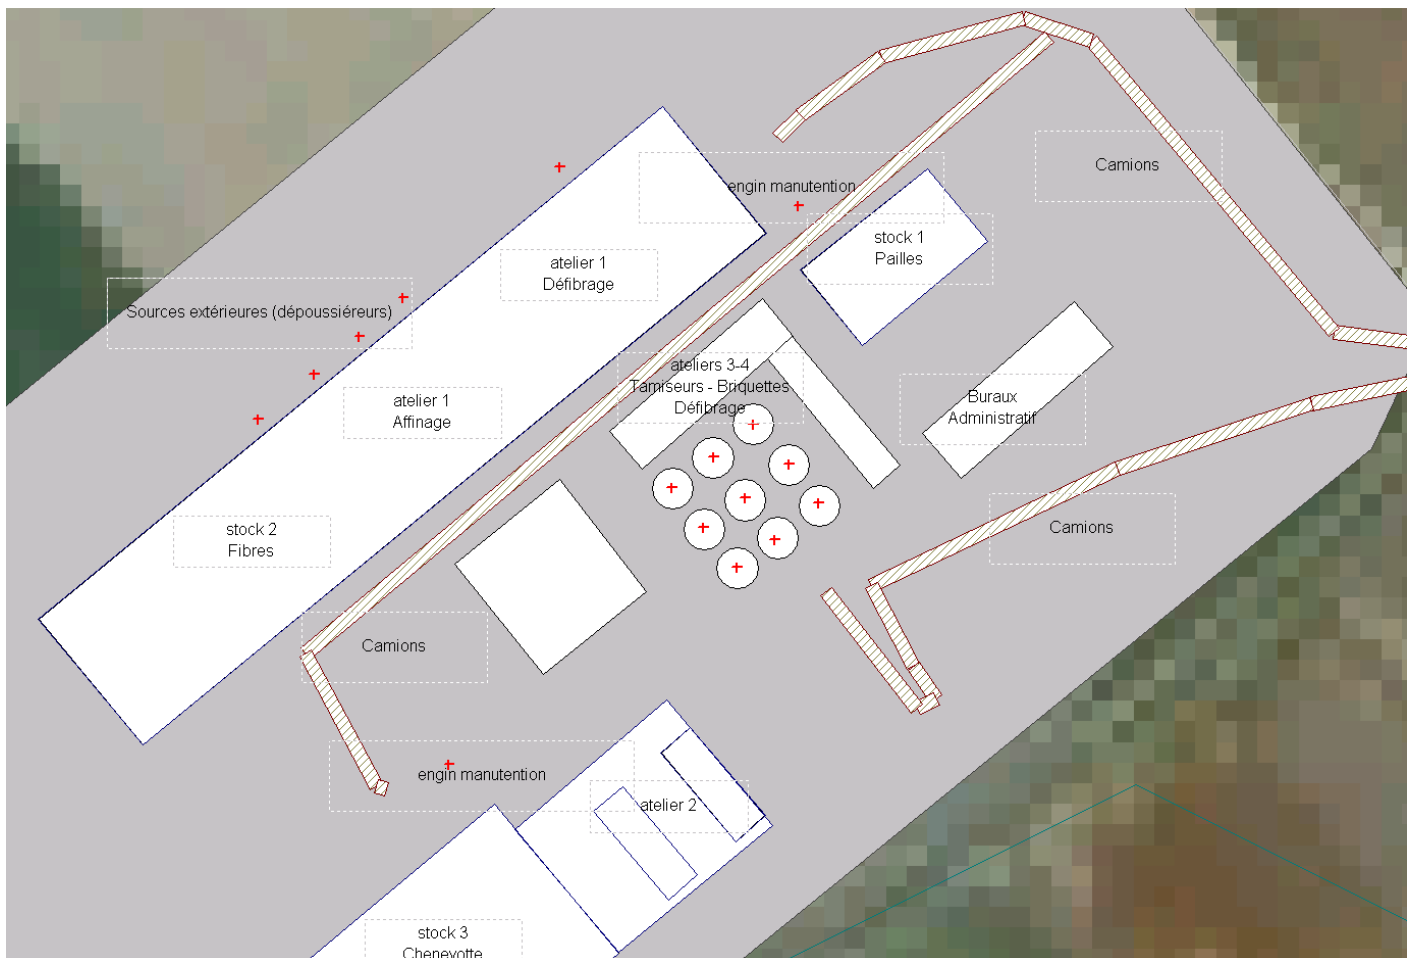 Camions
engin manutention
stock 1
Pailles
atelier 1
Défibrage
Sources extérieures (dépoussiéreurs)
ateliers 3-4
Tamiseurs - Briquettes
Défibrage
atelier 1
Affinage
Buraux
Administratif
stock 2
Fibres
Camions
Camions
engin manutention
atelier 2
stock 3
Chenevotte